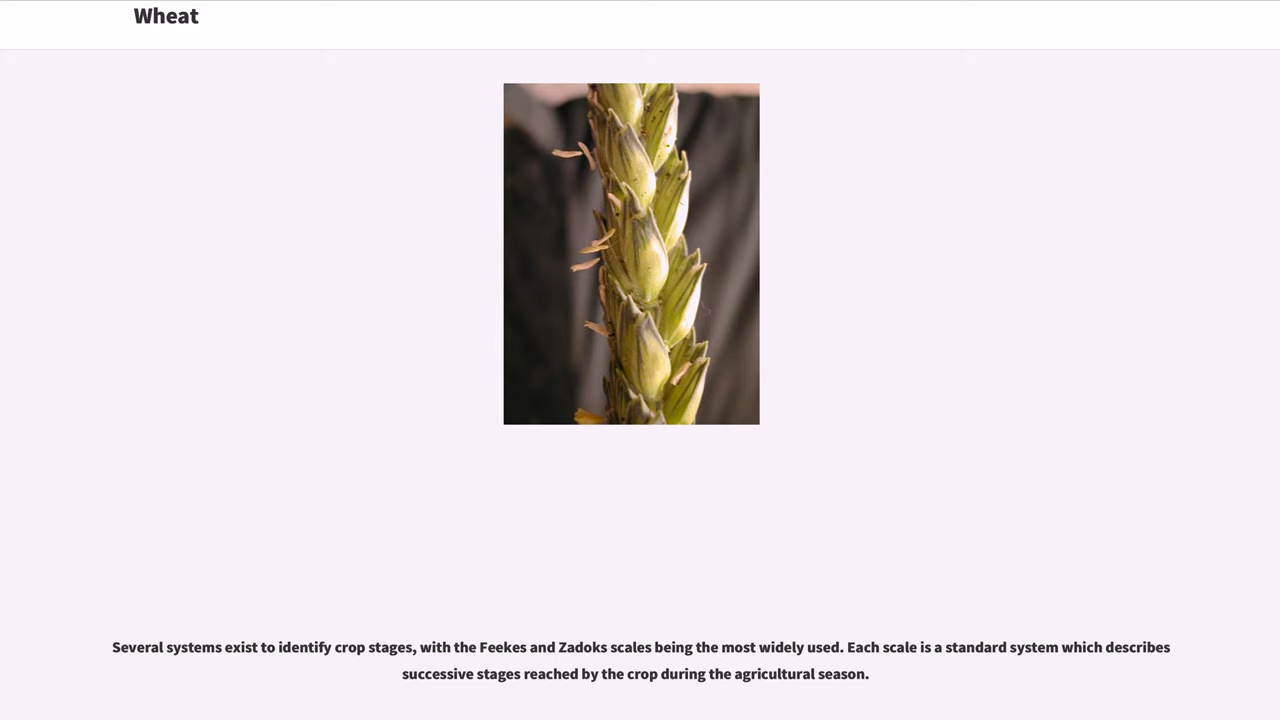 Wheat
Several systems exist to identify crop stages, with the Feekes and Zadoks scales being the most widely used. Each scale is a standard system which describes
successive stages reached by the crop during the agricultural season.